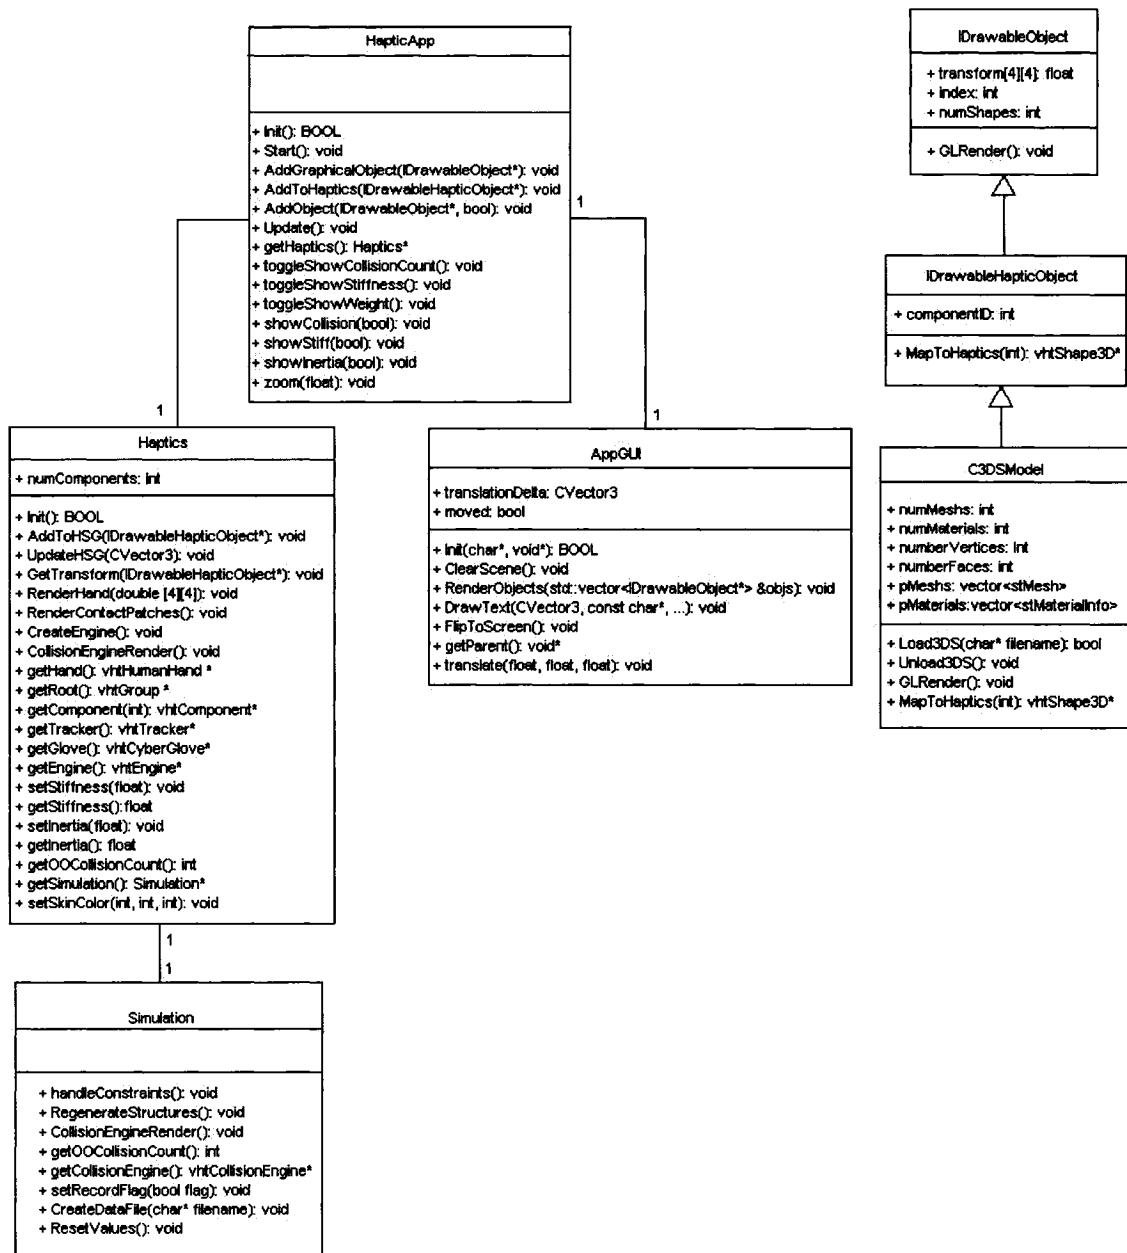 HapticApp
+ Init(): BOOL
+ Start(): void
+ AddGraphicalObject(IDrawableObject*): void
+ AddToHaptics(IDrawableHapticObject*): void
+ AddObject(IDrawableObject*, bool): void
+ Update(): void
+ getHaptics(): Haptics*
+ toggleShowCollisionCount(): void
+ toggleShowStiffness(): void
+ toggleShowWeight(): void
+ showCollision(bool): void
+ showStiff(bool): void
+ showInertia(bool): void
+ zoom(float): void
1
1
1
IDrawableObject
+ transform[4][4]: float
+ index: int
+ numShapes: int
+ GLRender(): void
IDrawableHapticObject
+ componentID: int
+ MapToHaptics(int): vhtShape3D*
C3DSModel
+ numMeshs: int
+ numMaterials: int
+ numberVertices: int
+ numberFaces: int
+ pMeshs: vector<stMesh>
+ pMaterials:vector<stMaterialInfo>
+ Load3DS(char* filename): bool
+ Unload3DS(): void
+ GLRender(): void
+ MapToHaptics(int): vhtShape3D*
Haptics
+ numComponents: int
+ Init(): BOOL
+ AddToHSG(IDrawableHapticObject*): void
+ UpdateHSG(CVector3): void
+ GetTransform(IDrawableHapticObject*): void
+ RenderHand(double [4][4]): void
+ RenderContactPatches(): void
+ CreateEngine(): void
+ CollisionEngineRender(): void
+ getHand(): vhtHumanHand *
+ getRoot(): vhtGroup *
+ getComponent(int): vhtComponent*
+ getTracker(): vhtTracker*
+ getGlove(): vhtCyberGlove*
+ getEngine(): vhtEngine*
+ setStiffness(float): void
+ getStiffness():float
+ setInertia(float): void
+ getInertia(): float
+ getOOCollisionCount(): int
+ getSimulation(): Simulation*
+ setSkinColor(int, int, int): void
AppGUI
+ translationDelta: CVector3
+ moved: bool
+ Init(char*, void*): BOOL
+ ClearScene(): void
+ RenderObjects(std::vector<IDrawableObject*> &objs): void
+ DrawText(CVector3, const char*, ...): void
+ FlipToScreen(): void
+ getParent(): void*
+ translate(float, float, float): void
1
1
Simulation
+ handleConstraints(): void
+ RegenerateStructures(): void
+ CollisionEngineRender(): void
+ getOOCollisionCount(): int
+ getCollisionEngine(): vhtCollisionEngine*
+ setRecordFlag(bool flag): void
+ CreateDataFile(char* filename): void
+ ResetValues(): void